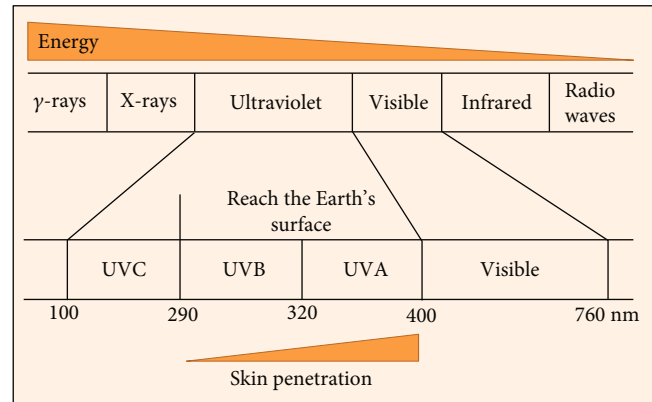 Energy
γ-rays X-rays Ultraviolet Visible Infrared Radio
waves
Reach the Earth's
surface
UVC UVB UVA Visible
100 290 320 400 760 nm
Skin penetration